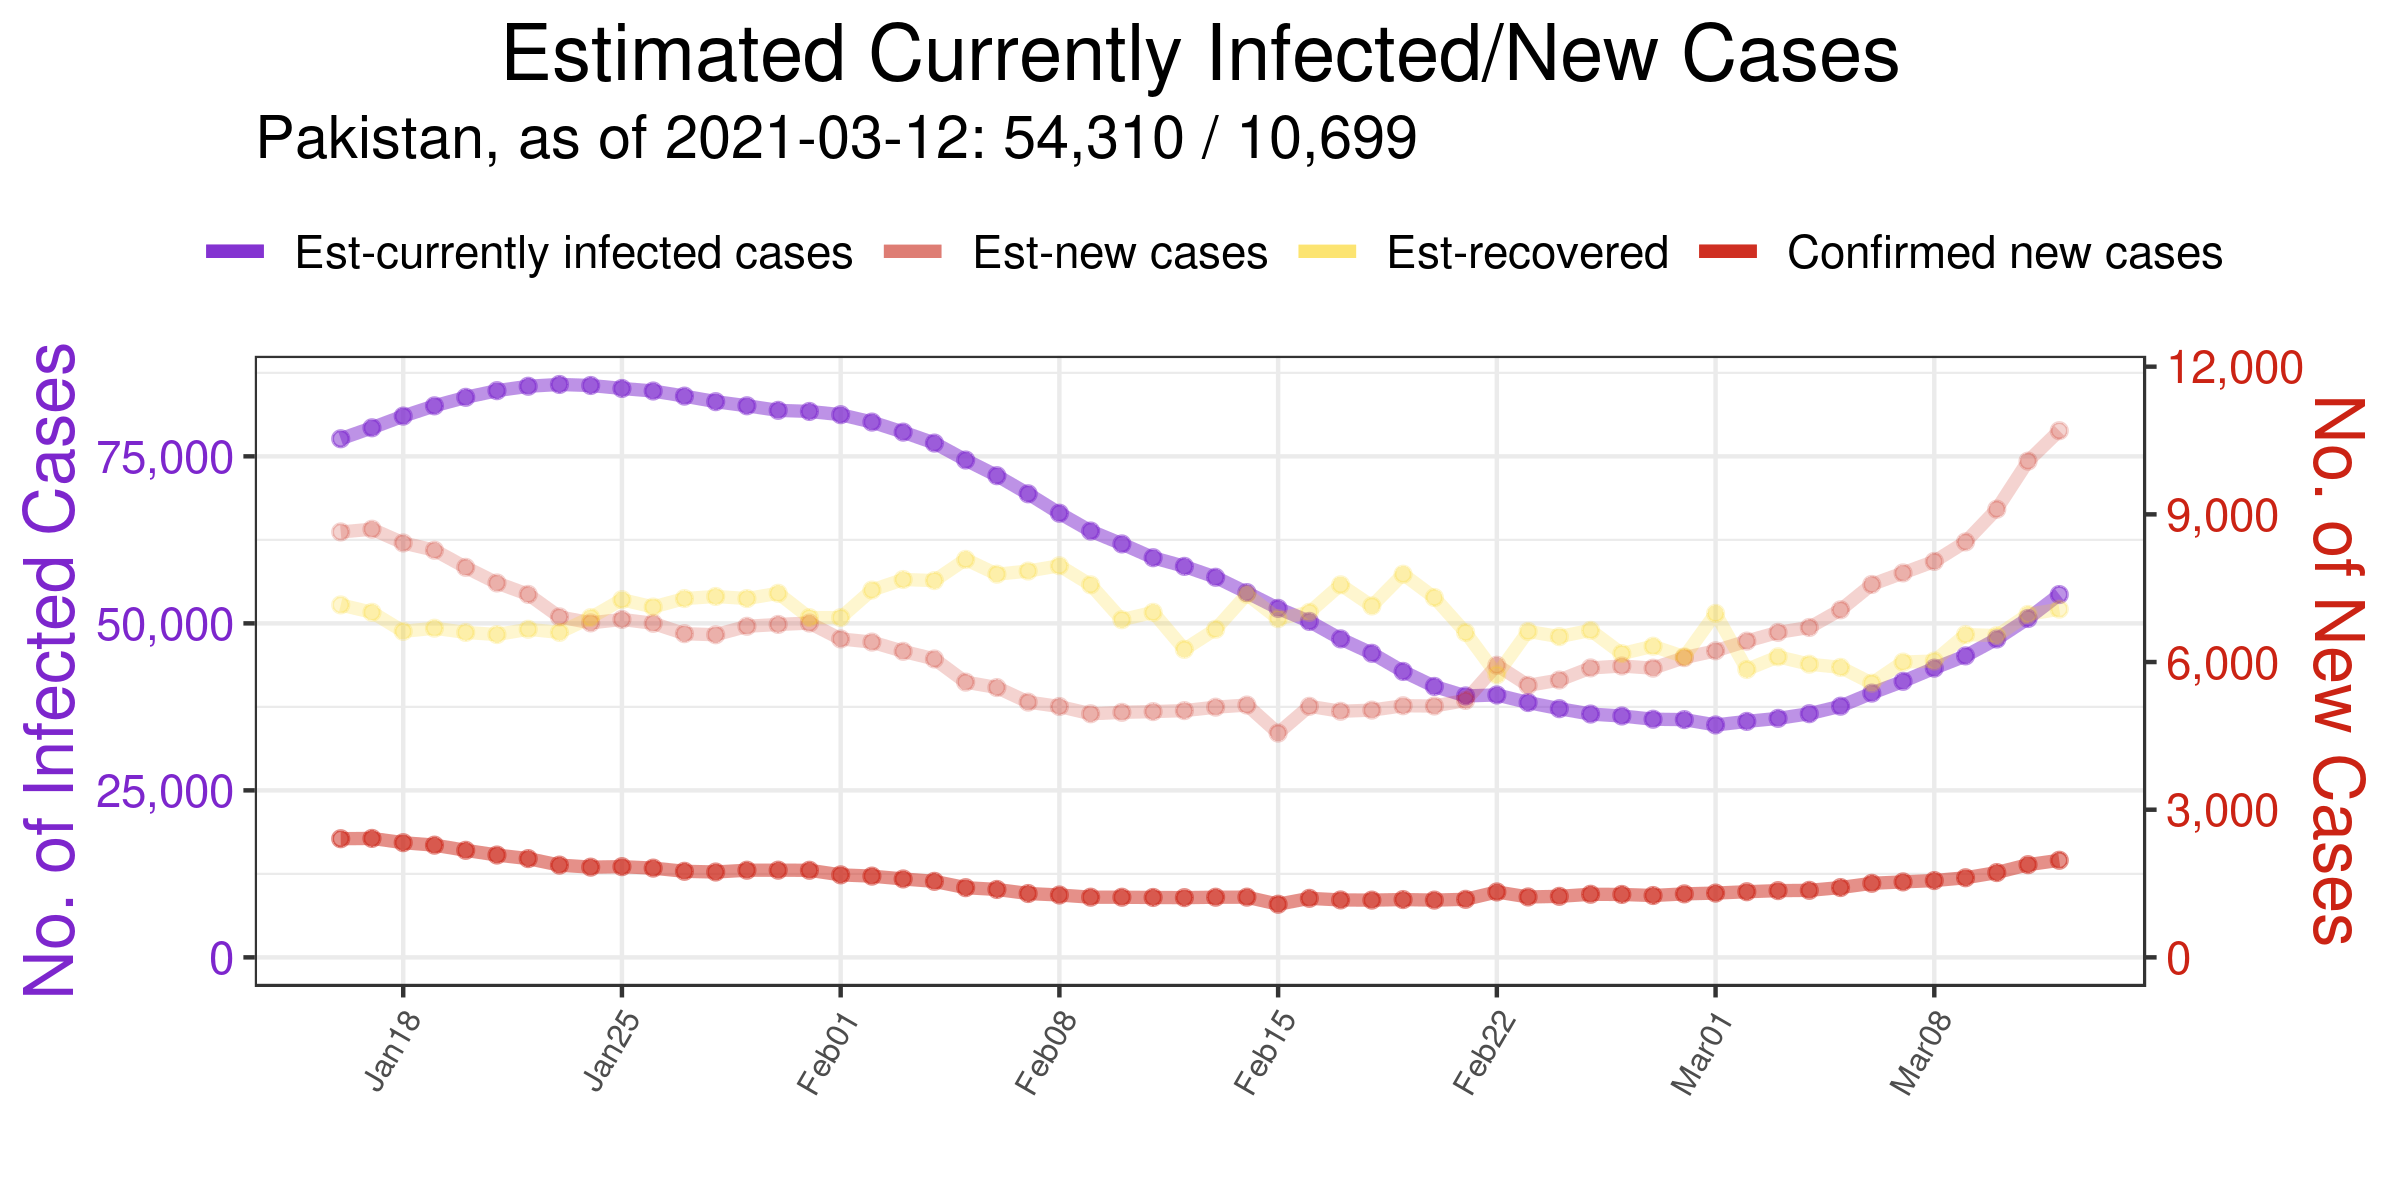 Estimated Currently Infected/New Cases
Pakistan, as of 2021-03-12: 54,310 / 10,699
Est-currently infected cases Est-new cases Est-recovered Confirmed new cases
No. of Infected Cases
75,000
50,000
25,000
0
12,000
9,000
6,000
3,000
0
No. of New Cases
Jan18 Jan25 Feb01 Feb08 Feb15 Feb22 Mar01 Mar08